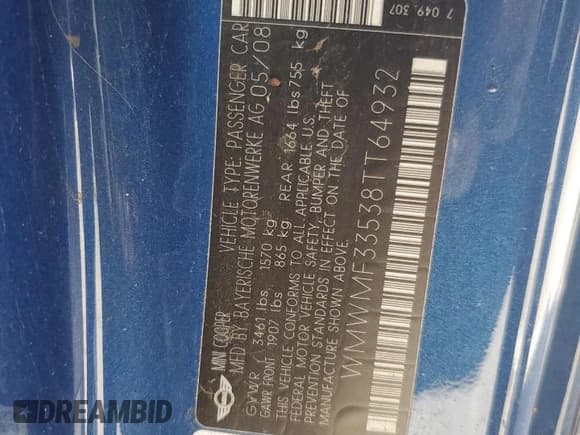 7 049 307
MINI COOPER
VEHICLE TYPE: PASSENGER CAR
MFD BY: BAYERISCHE MOTORENWERKE AG 05/08
GVWR / 3461 lbs 1570 kg
GAWR FRONT 1907 lbs 865 kg REAR 1664 lbs 755 kg
THIS VEHICLE CONFORMS TO ALL APPLICABLE U.S.
FEDERAL MOTOR VEHICLE SAFETY, BUMPER AND THEFT
PREVENTION STANDARDS IN EFFECT ON THE DATE OF
MANUFACTURE SHOWN ABOVE
WMWMF33538TT64932
DREAMBID